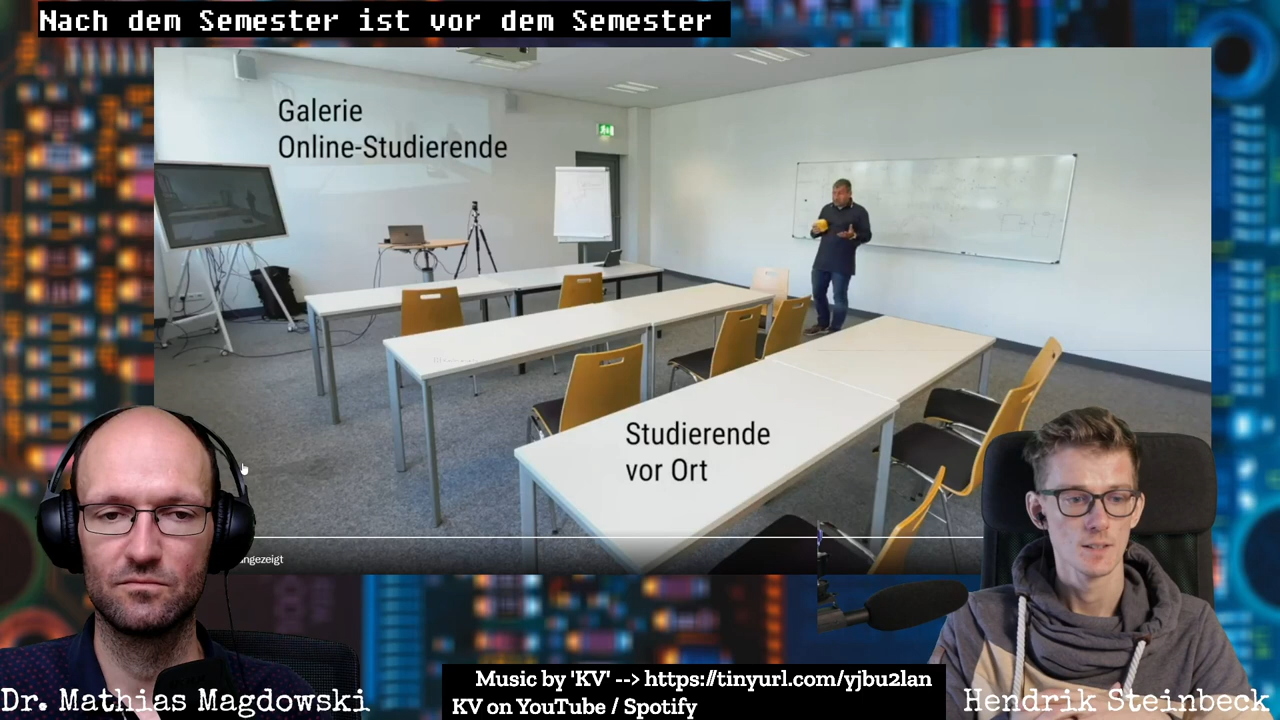 Nach dem Semester ist vor dem Semester
Galerie
Online-Studierende
Studierende
vor Ort
angezeigt
Dr. Mathias Magdowski
Music by 'KV' --> https://tinyurl.com/yjbu2lan
KV on YouTube / Spotify
Hendrik Steinbeck